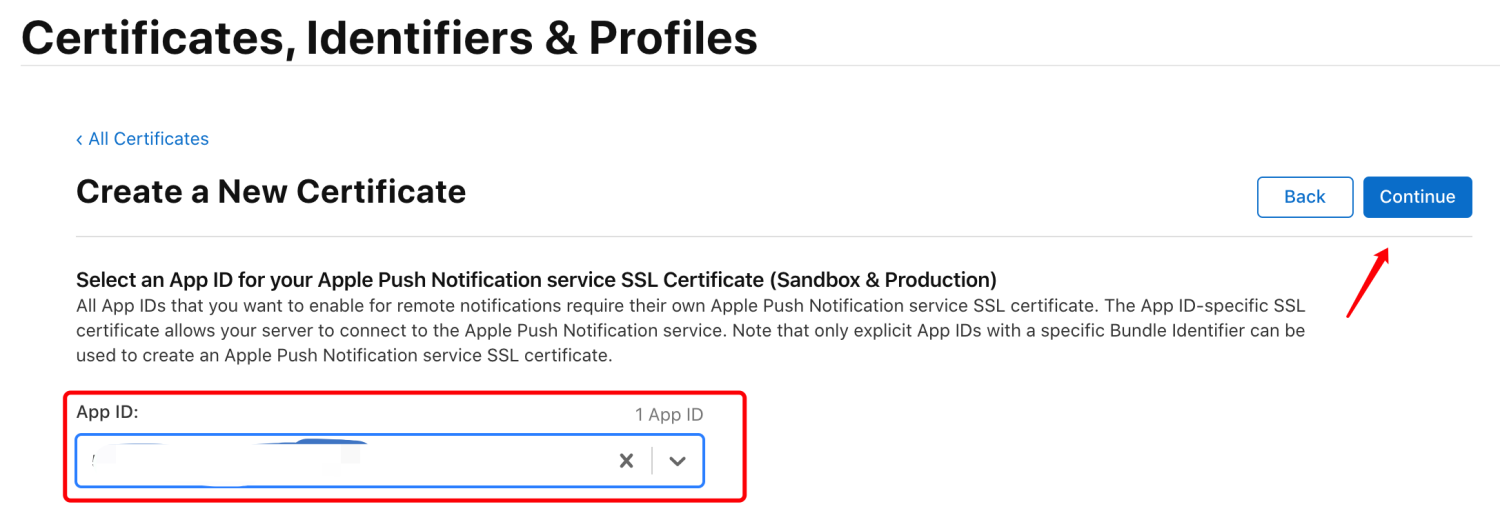 Certificates, Identifiers & Profiles
‹ All Certificates
Create a New Certificate
Back
Continue
Select an App ID for your Apple Push Notification service SSL Certificate (Sandbox & Production)
All App IDs that you want to enable for remote notifications require their own Apple Push Notification service SSL certificate. The App ID-specific SSL
certificate allows your server to connect to the Apple Push Notification service. Note that only explicit App IDs with a specific Bundle Identifier can be
used to create an Apple Push Notification service SSL certificate.
App ID:
1 App ID